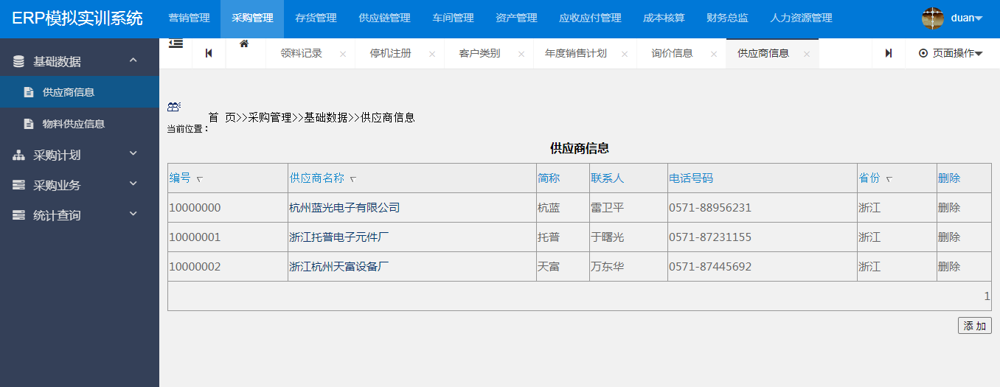 ERP模拟实训系统 营销管理 采购管理 存货管理 供应链管理 车间管理 资产管理 应收应付管理 成本核算 财务总监 人力资源管理 duan
领料记录 × 停机注册 × 客户类别 × 年度销售计划 × 询价信息 × 供应商信息 × 页面操作
基础数据
供应商信息
物料供应信息
采购计划
采购业务
统计查询
首 页>>采购管理>>基础数据>>供应商信息
当前位置：
供应商信息
编号 供应商名称 简称 联系人 电话号码 省份 删除
10000000 杭州蓝光电子有限公司 杭蓝 雷卫平 0571-88956231 浙江 删除
10000001 浙江托普电子元件厂 托普 于曙光 0571-87231155 浙江 删除
10000002 浙江杭州天富设备厂 天富 万东华 0571-87445692 浙江 删除
1
添 加